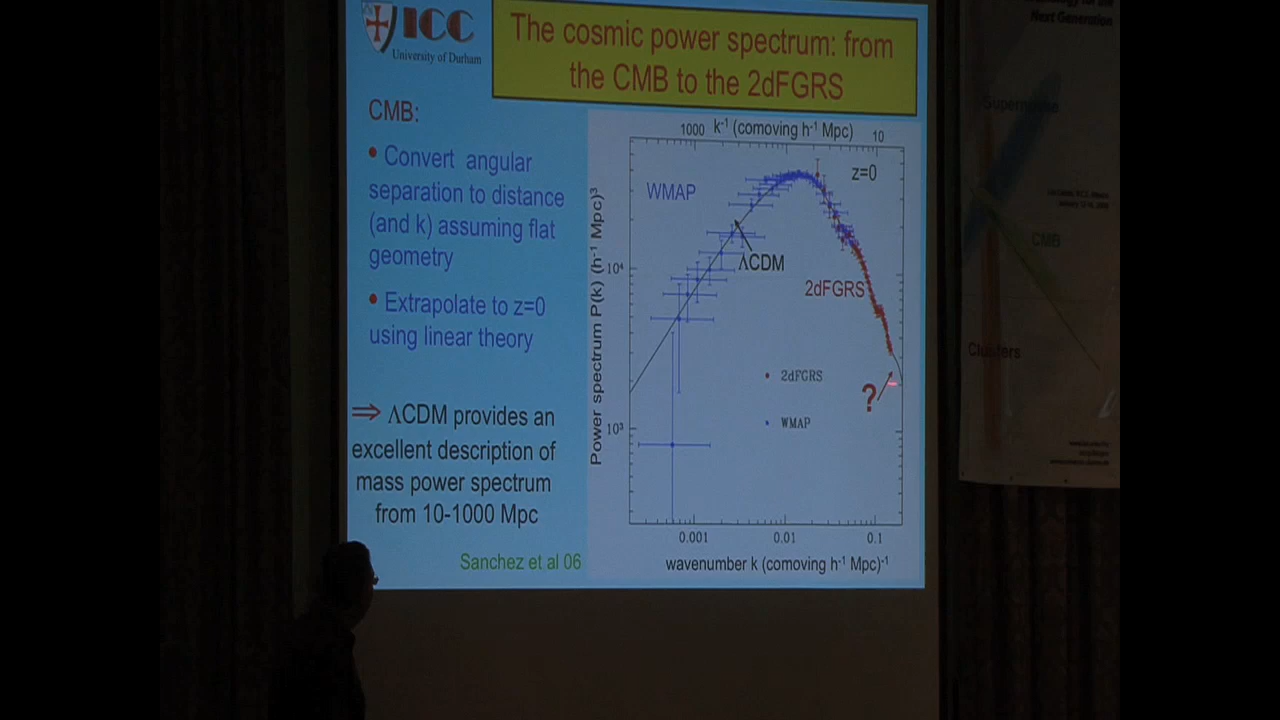 ICC
University of Durham
The cosmic power spectrum: from
the CMB to the 2dFGRS
CMB:
• Convert angular
separation to distance
(and k) assuming flat
geometry
• Extrapolate to z=0
using linear theory
⇒ ΛCDM provides an
excellent description of
mass power spectrum
from 10-1000 Mpc
Sanchez et al 06
1000 k⁻¹ (comoving h⁻¹ Mpc) 10
z=0
WMAP
ΛCDM
2dFGRS
2dFGRS
WMAP
?
Power spectrum P(k) (h⁻¹ Mpc)³
10⁴
10³
0.001 0.01 0.1
wavenumber k (comoving h⁻¹ Mpc)⁻¹
for the
Next Generation
Supernovae
CMB
Clusters